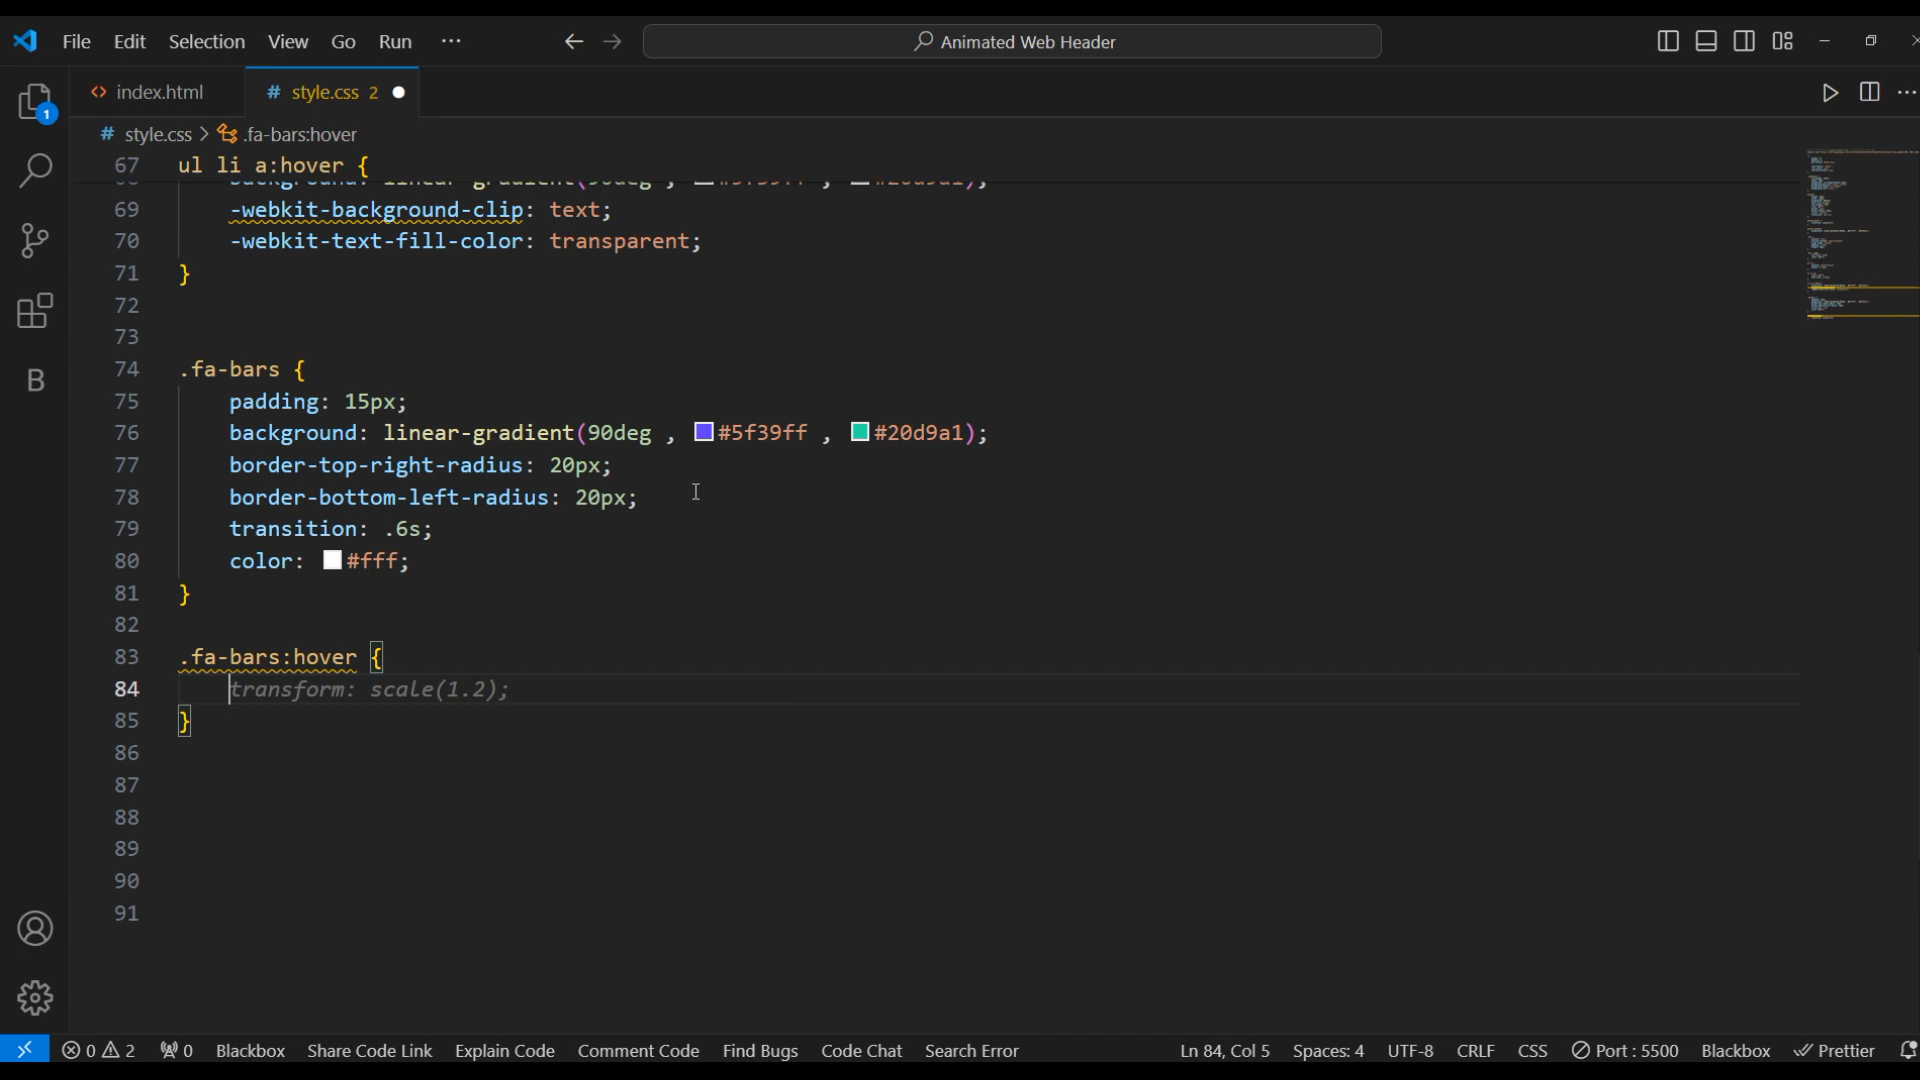 File Edit Selection View Go Run ··· ← → Animated Web Header
1
<> index.html # style.css 2 ●
# style.css > .fa-bars:hover
67 ul li a:hover {
69 -webkit-background-clip: text;
70 -webkit-text-fill-color: transparent;
71 }
72
73
74 .fa-bars {
75 padding: 15px;
76 background: linear-gradient(90deg , #5f39ff , #20d9a1);
77 border-top-right-radius: 20px;
78 border-bottom-left-radius: 20px;
79 transition: .6s;
80 color: #fff;
81 }
82
83 .fa-bars:hover {
84 transform: scale(1.2);
85 }
86
87
88
89
90
91
B
0 2 0 Blackbox Share Code Link Explain Code Comment Code Find Bugs Code Chat Search Error Ln 84, Col 5 Spaces: 4 UTF-8 CRLF CSS Port : 5500 Blackbox Prettier